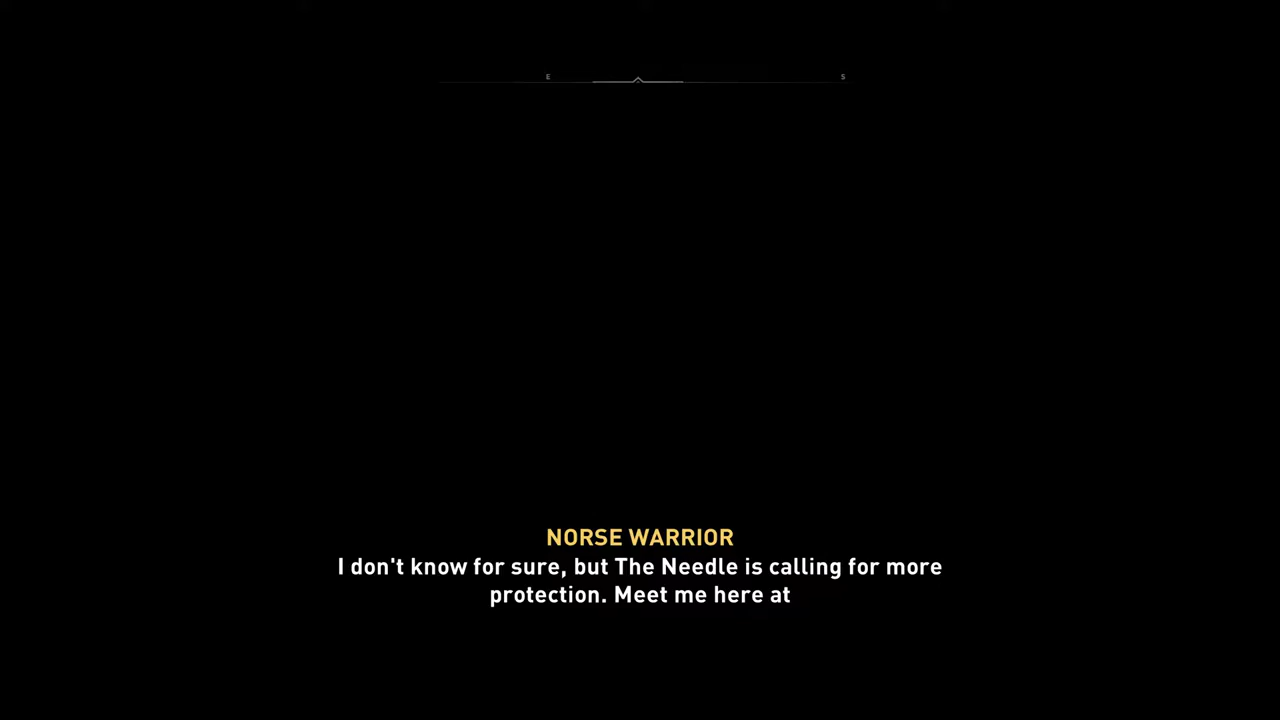 E S
NORSE WARRIOR
I don't know for sure, but The Needle is calling for more
protection. Meet me here at